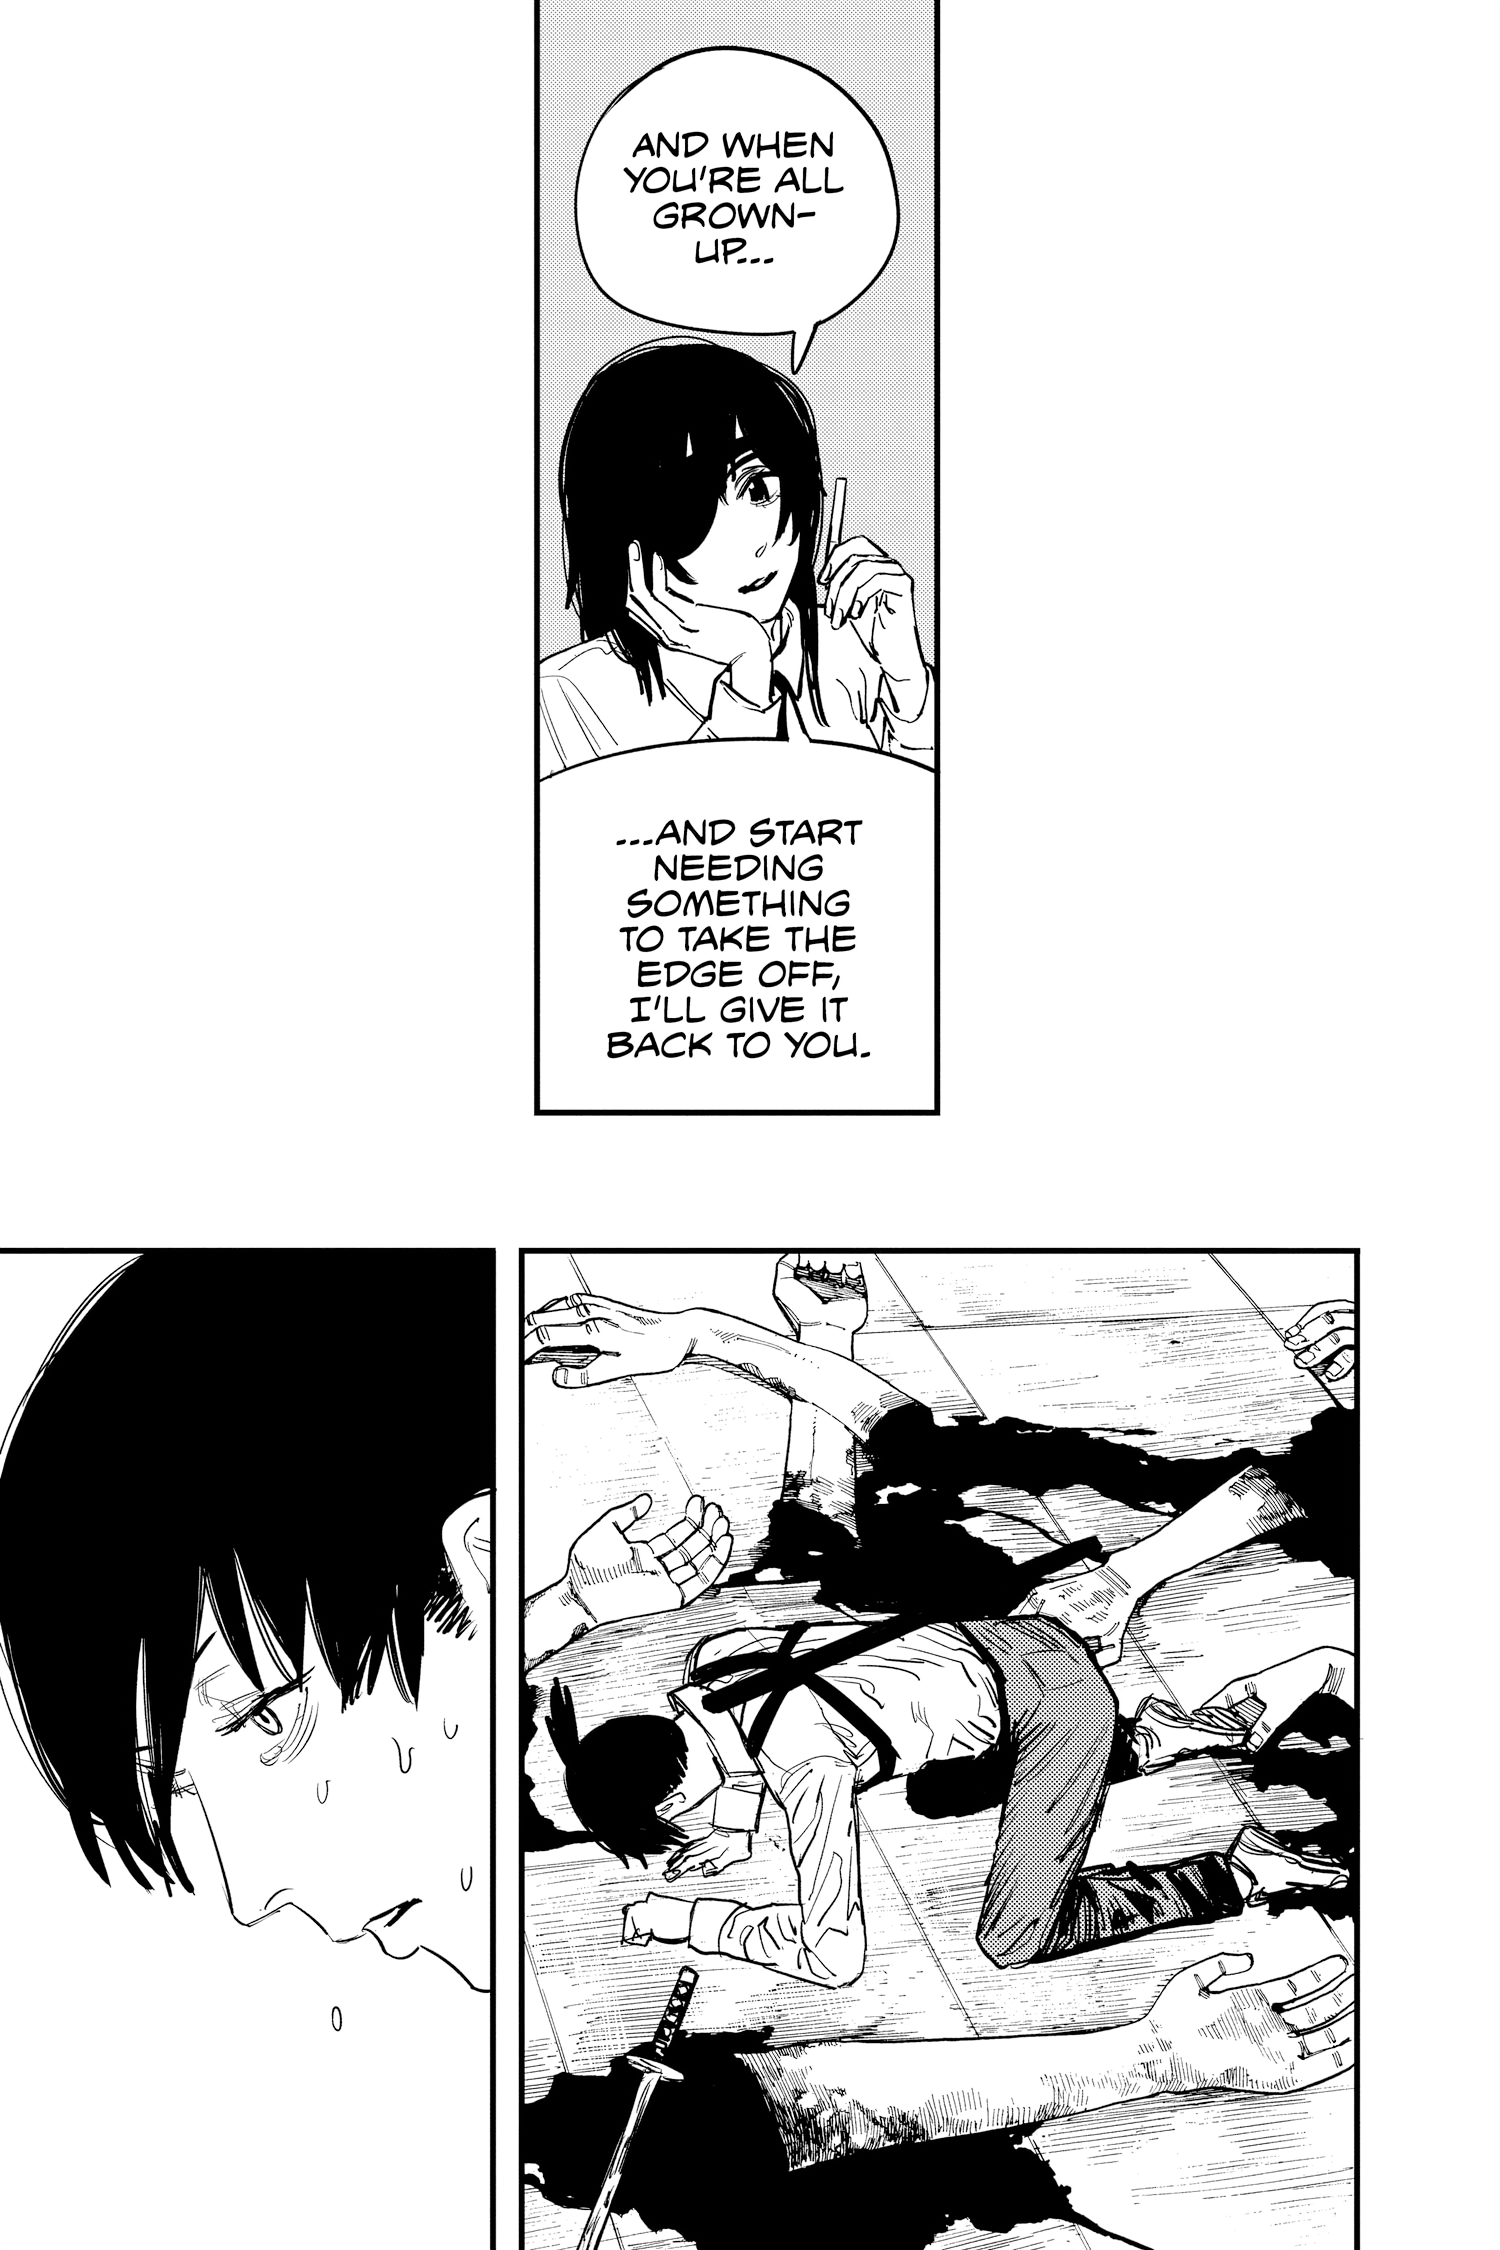 AND WHEN
YOU'RE ALL
GROWN-
UP...
...AND START
NEEDING
SOMETHING
TO TAKE THE
EDGE OFF,
I'LL GIVE IT
BACK TO YOU.